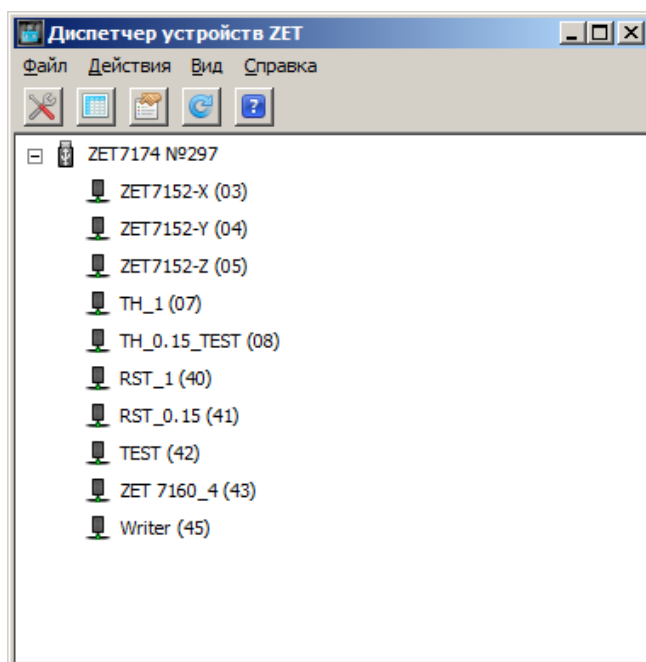 Диспетчер устройств ZET
Файл Действия Вид Справка
ZET7174 №297
ZET7152-X (03)
ZET7152-Y (04)
ZET7152-Z (05)
TH_1 (07)
TH_0.15_TEST (08)
RST_1 (40)
RST_0.15 (41)
TEST (42)
ZET 7160_4 (43)
Writer (45)